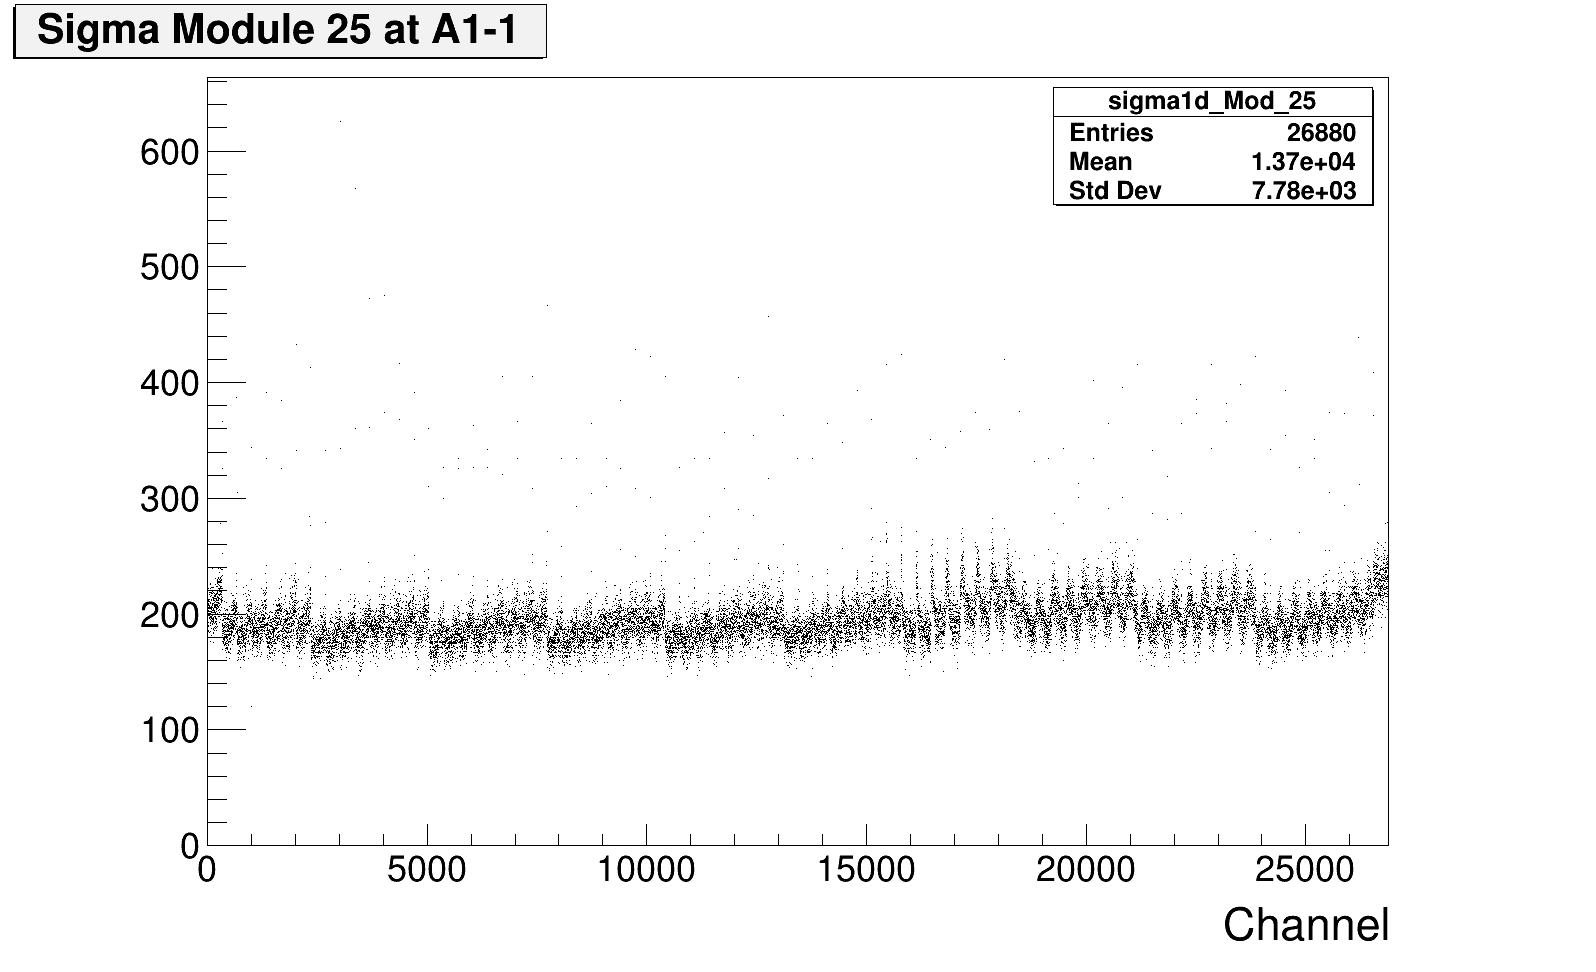 Sigma Module 25 at A1-1
sigma1d_Mod_25
Entries 26880
Mean 1.37e+04
Std Dev 7.78e+03
600
500
400
300
200
100
0
0 5000 10000 15000 20000 25000
Channel